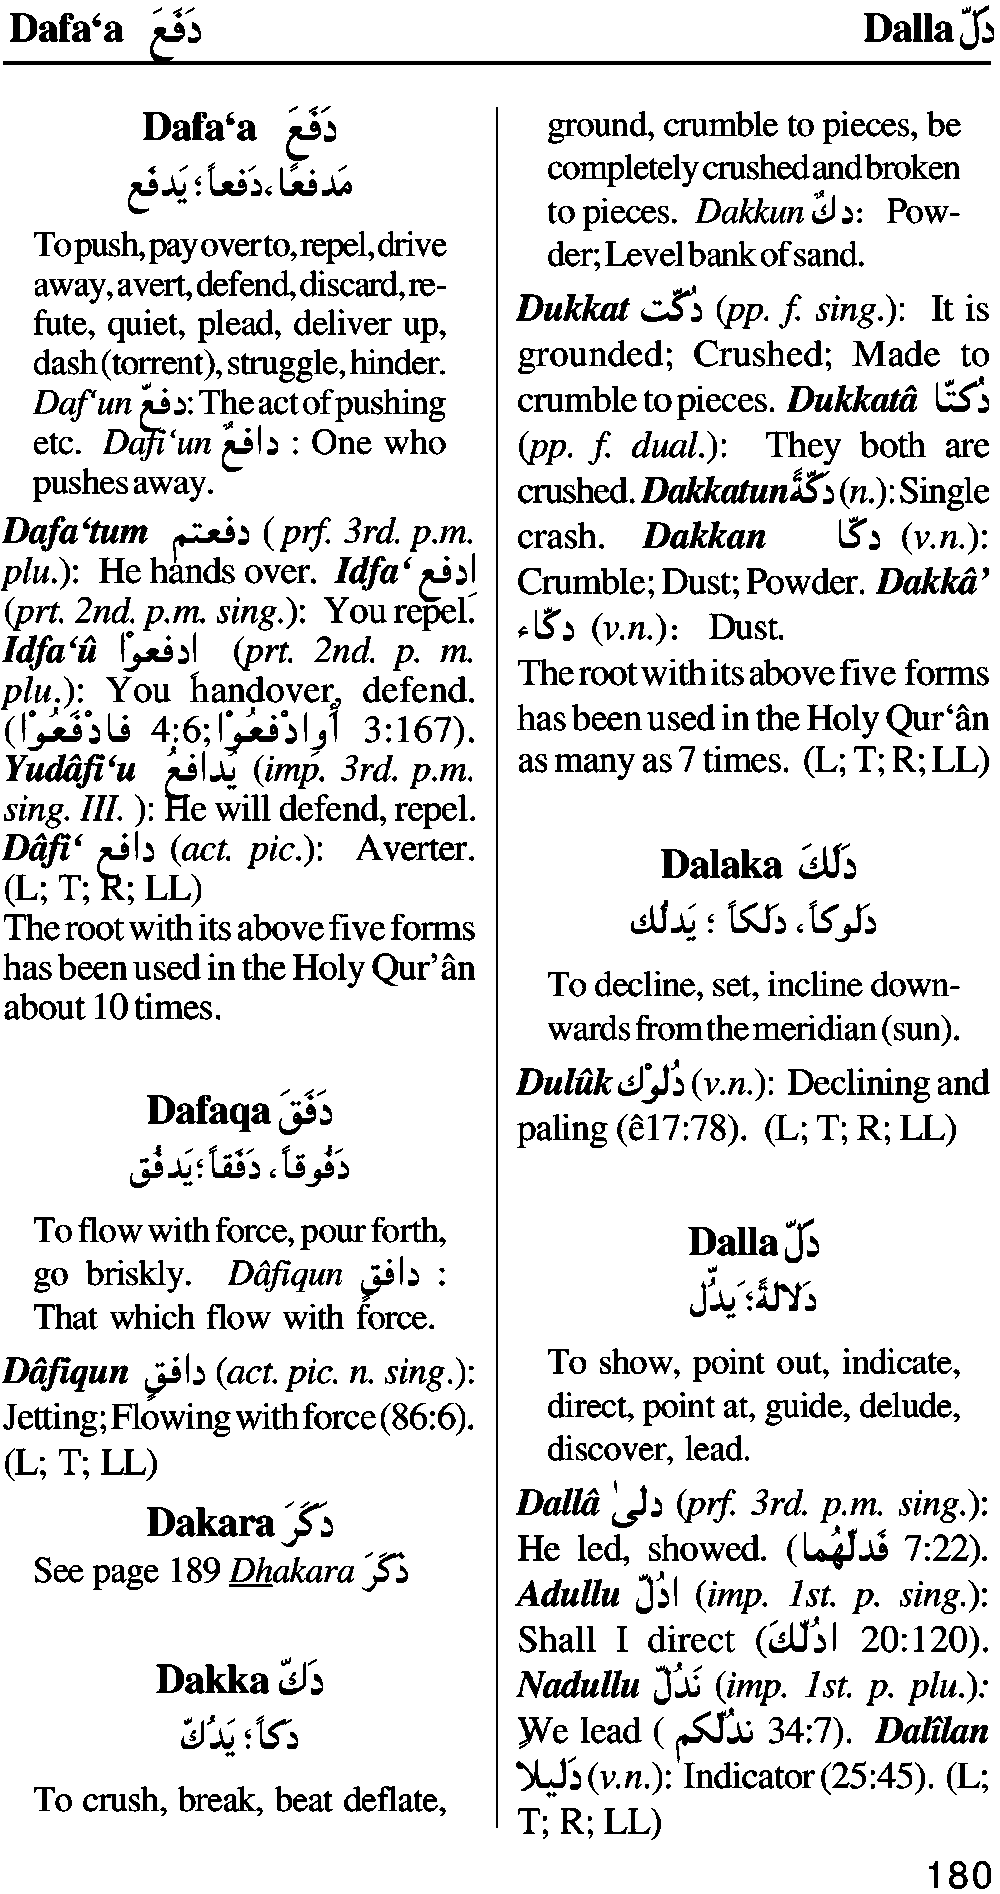 Dafa‘a دَفَعَ
Dalla دَلّ
Dafa‘a دَفَعَ
مَدفعًا، دَفعاً؛ يَدفَع
To push, pay over to, repel, drive
away, avert, defend, discard, re-
fute, quiet, plead, deliver up,
dash (torrent), struggle, hinder.
Daf‘un دفعٌ: The act of pushing
etc. Dafi‘un دافعٌ : One who
pushes away.
Dafa‘tum دفعتم (prf. 3rd. p.m.
plu.): He hands over. Idfa‘ ادفع
(prt. 2nd. p.m. sing.): You repel.
Idfa‘û ادفعواْ (prt. 2nd. p. m.
plu.): You handover, defend.
(فادْفَعُواْ 4:6; أوادْفعُواْ 3:167).
Yudâfi‘u يُدافعُ (imp. 3rd. p.m.
sing. III. ): He will defend, repel.
Dâfi‘ دافع (act. pic.): Averter.
(L; T; R; LL)
The root with its above five forms
has been used in the Holy Qur’ân
about 10 times.
Dafaqa دَفَقَ
دَفُوقاً، دَفَقاً؛ يَدفُق
To flow with force, pour forth,
go briskly. Dâfiqun دافقٍ :
That which flow with force.
Dâfiqun دافقٍ (act. pic. n. sing.):
Jetting; Flowing with force (86:6).
(L; T; LL)
Dakara دَكَرَ
See page 189 Dhakara ذكَرَ
Dakka دَكّ
دَكاً؛ يَدُكّ
To crush, break, beat deflate,
ground, crumble to pieces, be
completely crushed and broken
to pieces. Dakkun دكٌّ: Pow-
der; Level bank of sand.
Dukkat دُكّت (pp. f. sing.): It is
grounded; Crushed; Made to
crumble to pieces. Dukkatâ دُكتّا
(pp. f. dual.): They both are
crushed. Dakkatun دَكّةً (n.): Single
crash. Dakkan دكّا (v.n.):
Crumble; Dust; Powder. Dakkâ’
دكّاء (v.n.): Dust.
The root with its above five forms
has been used in the Holy Qur‘ân
as many as 7 times. (L; T; R; LL)
Dalaka دَلَكَ
دَلوكاً، دَلكاً ؛ يَدلُك
To decline, set, incline down-
wards from the meridian (sun).
Dulûk دُلوْك (v.n.): Declining and
paling (ê17:78). (L; T; R; LL)
Dalla دَلّ
دَلالةً؛ يَدُلّ
To show, point out, indicate,
direct, point at, guide, delude,
discover, lead.
Dallâ دلىٰ (prf. 3rd. p.m. sing.):
He led, showed. (فَدلّهُما 7:22).
Adullu ادُلّ (imp. 1st. p. sing.):
Shall I direct (ادُلّكَ 20:120).
Nadullu نَدُلّ (imp. 1st. p. plu.):
We lead ( ندُلّكم 34:7). Dalîlan
دَليلا (v.n.): Indicator (25:45). (L;
T; R; LL)
180